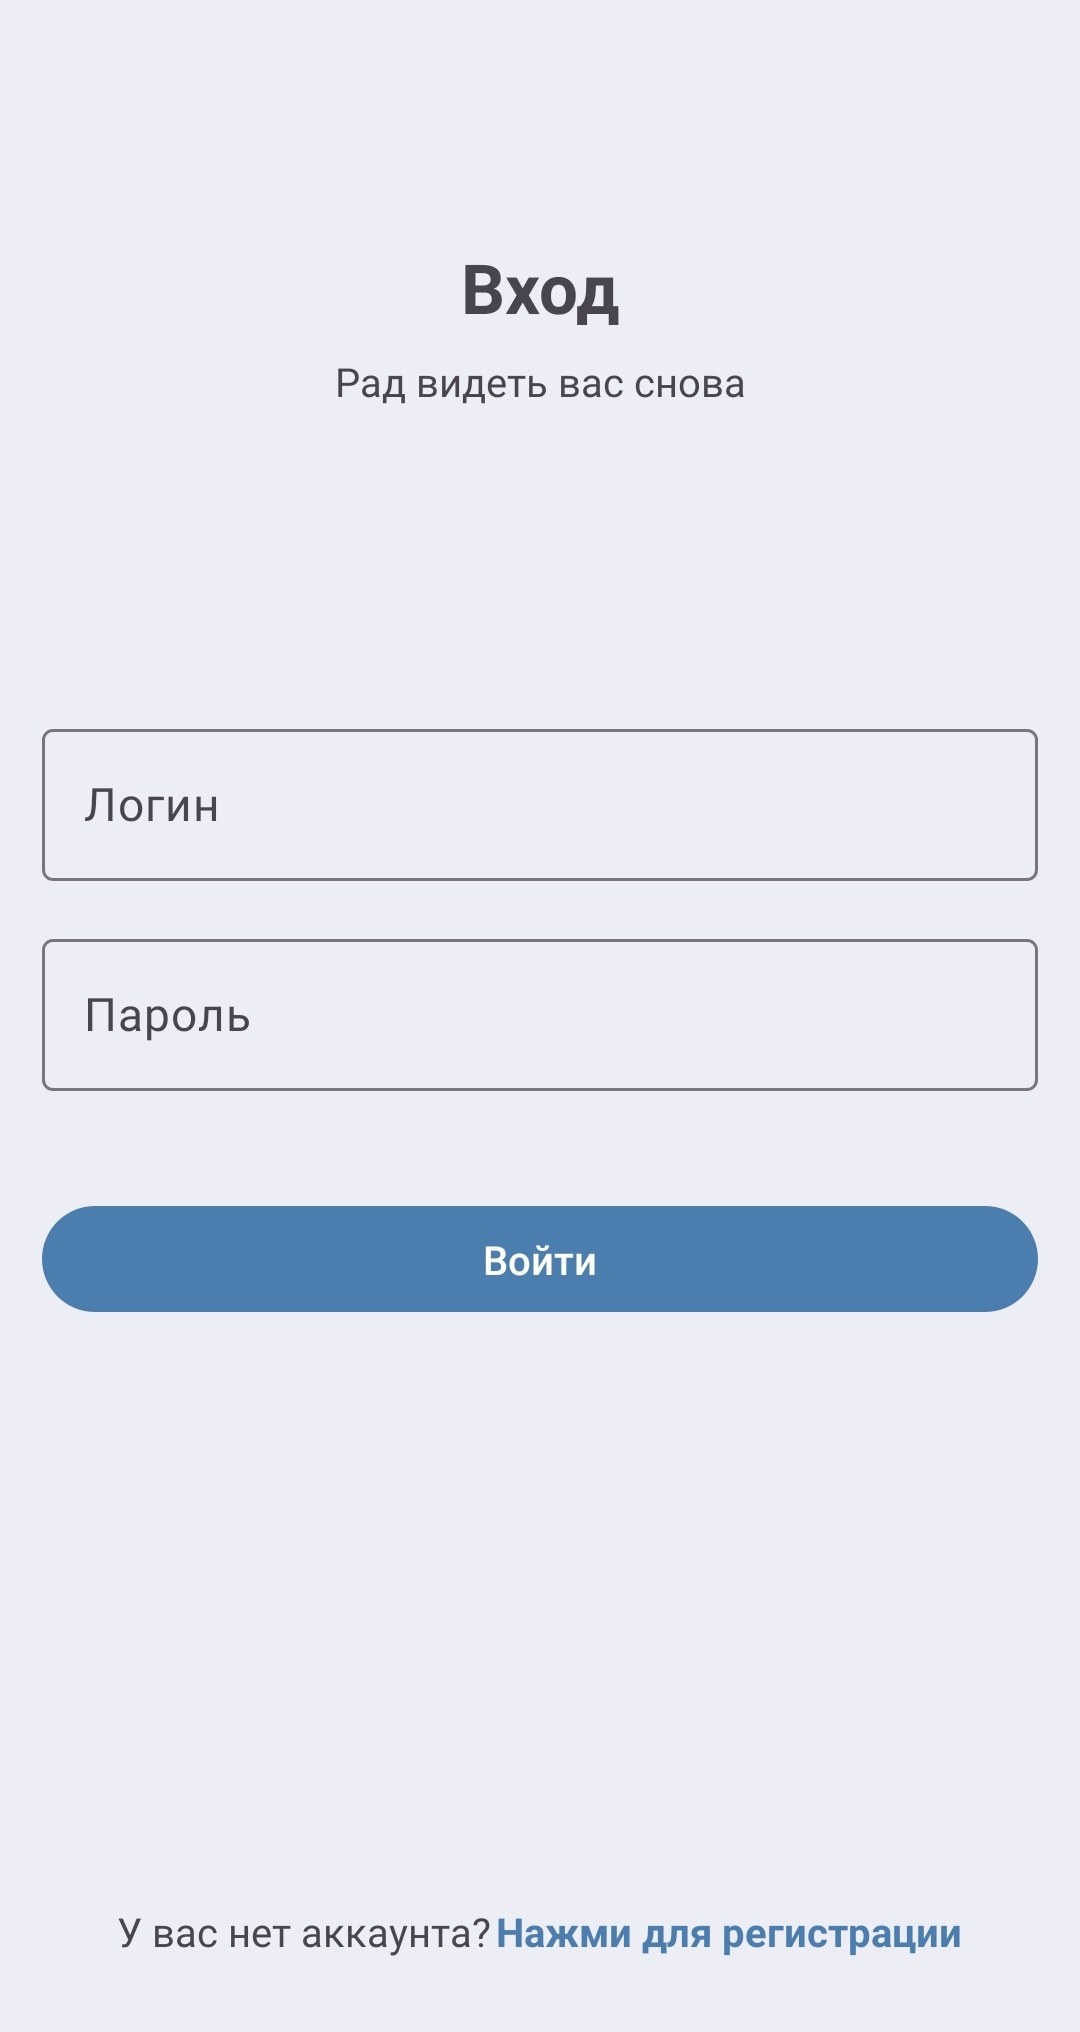 Вход
Рад видеть вас снова
Логин
Пароль
Войти
У вас нет аккаунта? Нажми для регистрации